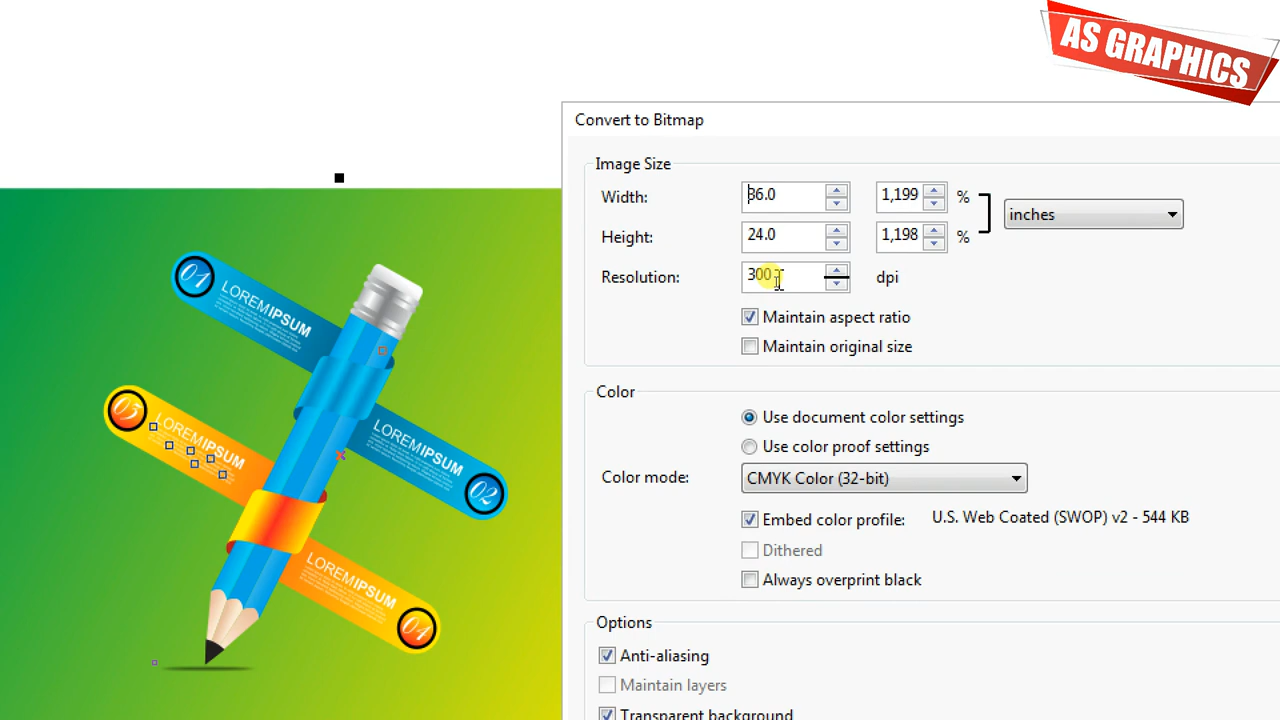 AS GRAPHICS
Convert to Bitmap
Image Size
Width: 36.0 1,199 % inches
Height: 24.0 1,198 %
Resolution: 300 dpi
Maintain aspect ratio
Maintain original size
Color
Use document color settings
Use color proof settings
Color mode: CMYK Color (32-bit)
Embed color profile: U.S. Web Coated (SWOP) v2 - 544 KB
Dithered
Always overprint black
Options
Anti-aliasing
Maintain layers
Transparent background
01
LOREMIPSUM
03
LOREMIPSUM
LOREMIPSUM
02
LOREMIPSUM
04